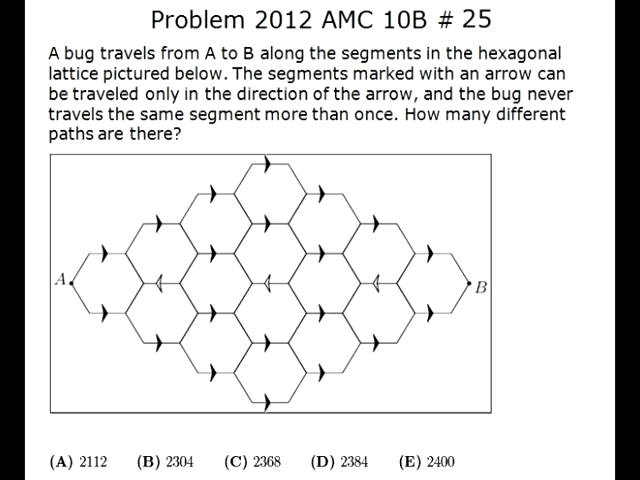 Problem 2012 AMC 10B # 25
A bug travels from A to B along the segments in the hexagonal
lattice pictured below. The segments marked with an arrow can
be traveled only in the direction of the arrow, and the bug never
travels the same segment more than once. How many different
paths are there?
A
B
(A) 2112 (B) 2304 (C) 2368 (D) 2384 (E) 2400